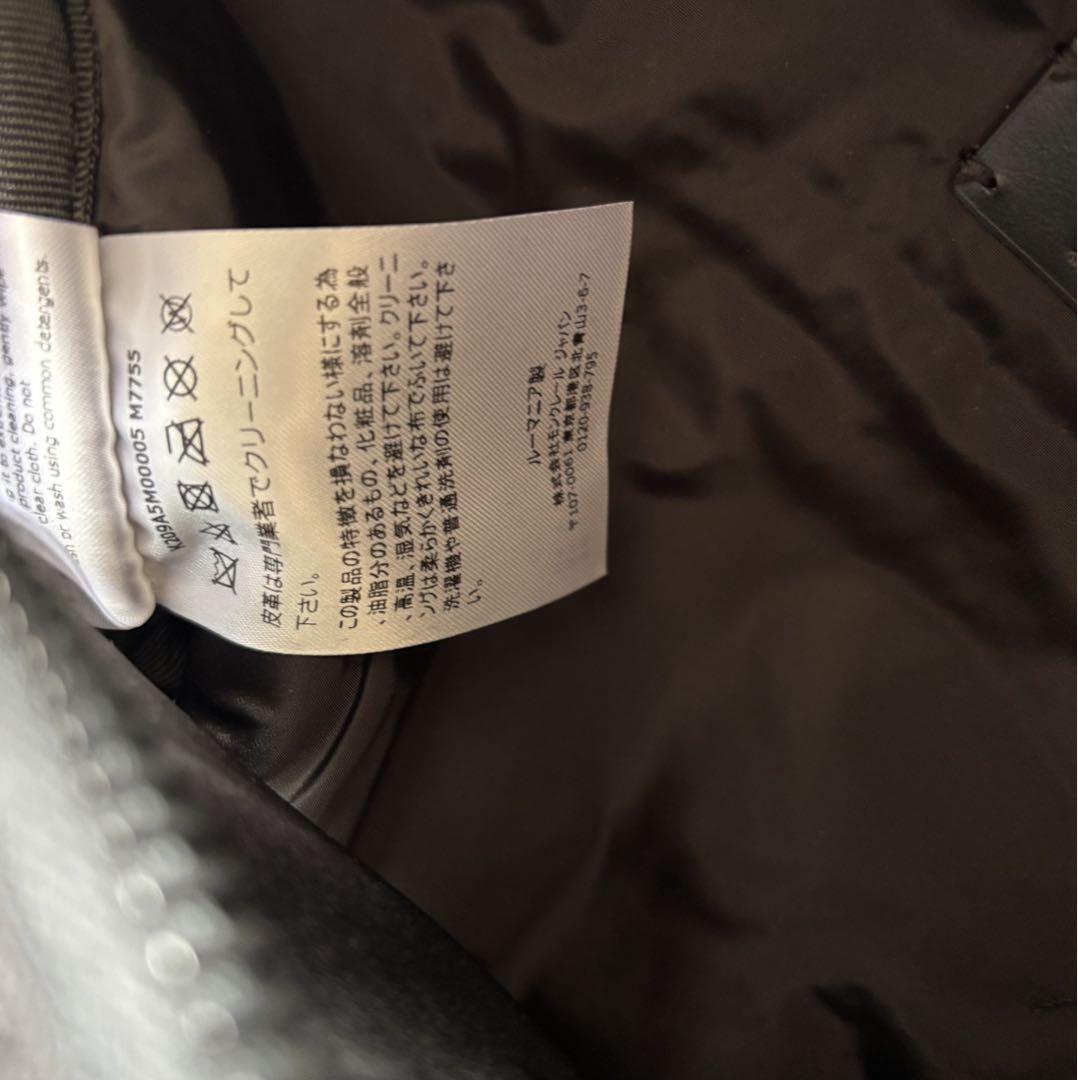 product cleaning, gently wipe
clear cloth. Do not
or wash using common detergents.
K209A5M00005 M7755
皮革は専門業者でクリーニングして
下さい。
この製品の特徴を損なわない様にする為
、油脂分のあるもの、化粧品、溶剤全般
、高温、湿気などを避けて下さい。クリーニ
ングは柔らかくきれいな布でふいて下さい。
洗濯機や普通洗剤の使用は避けて下さ
い。
ルーマニア製
株式会社モンクレール ジャパン
〒107-0061 東京都港区北青山3-6-7
0120-938-795